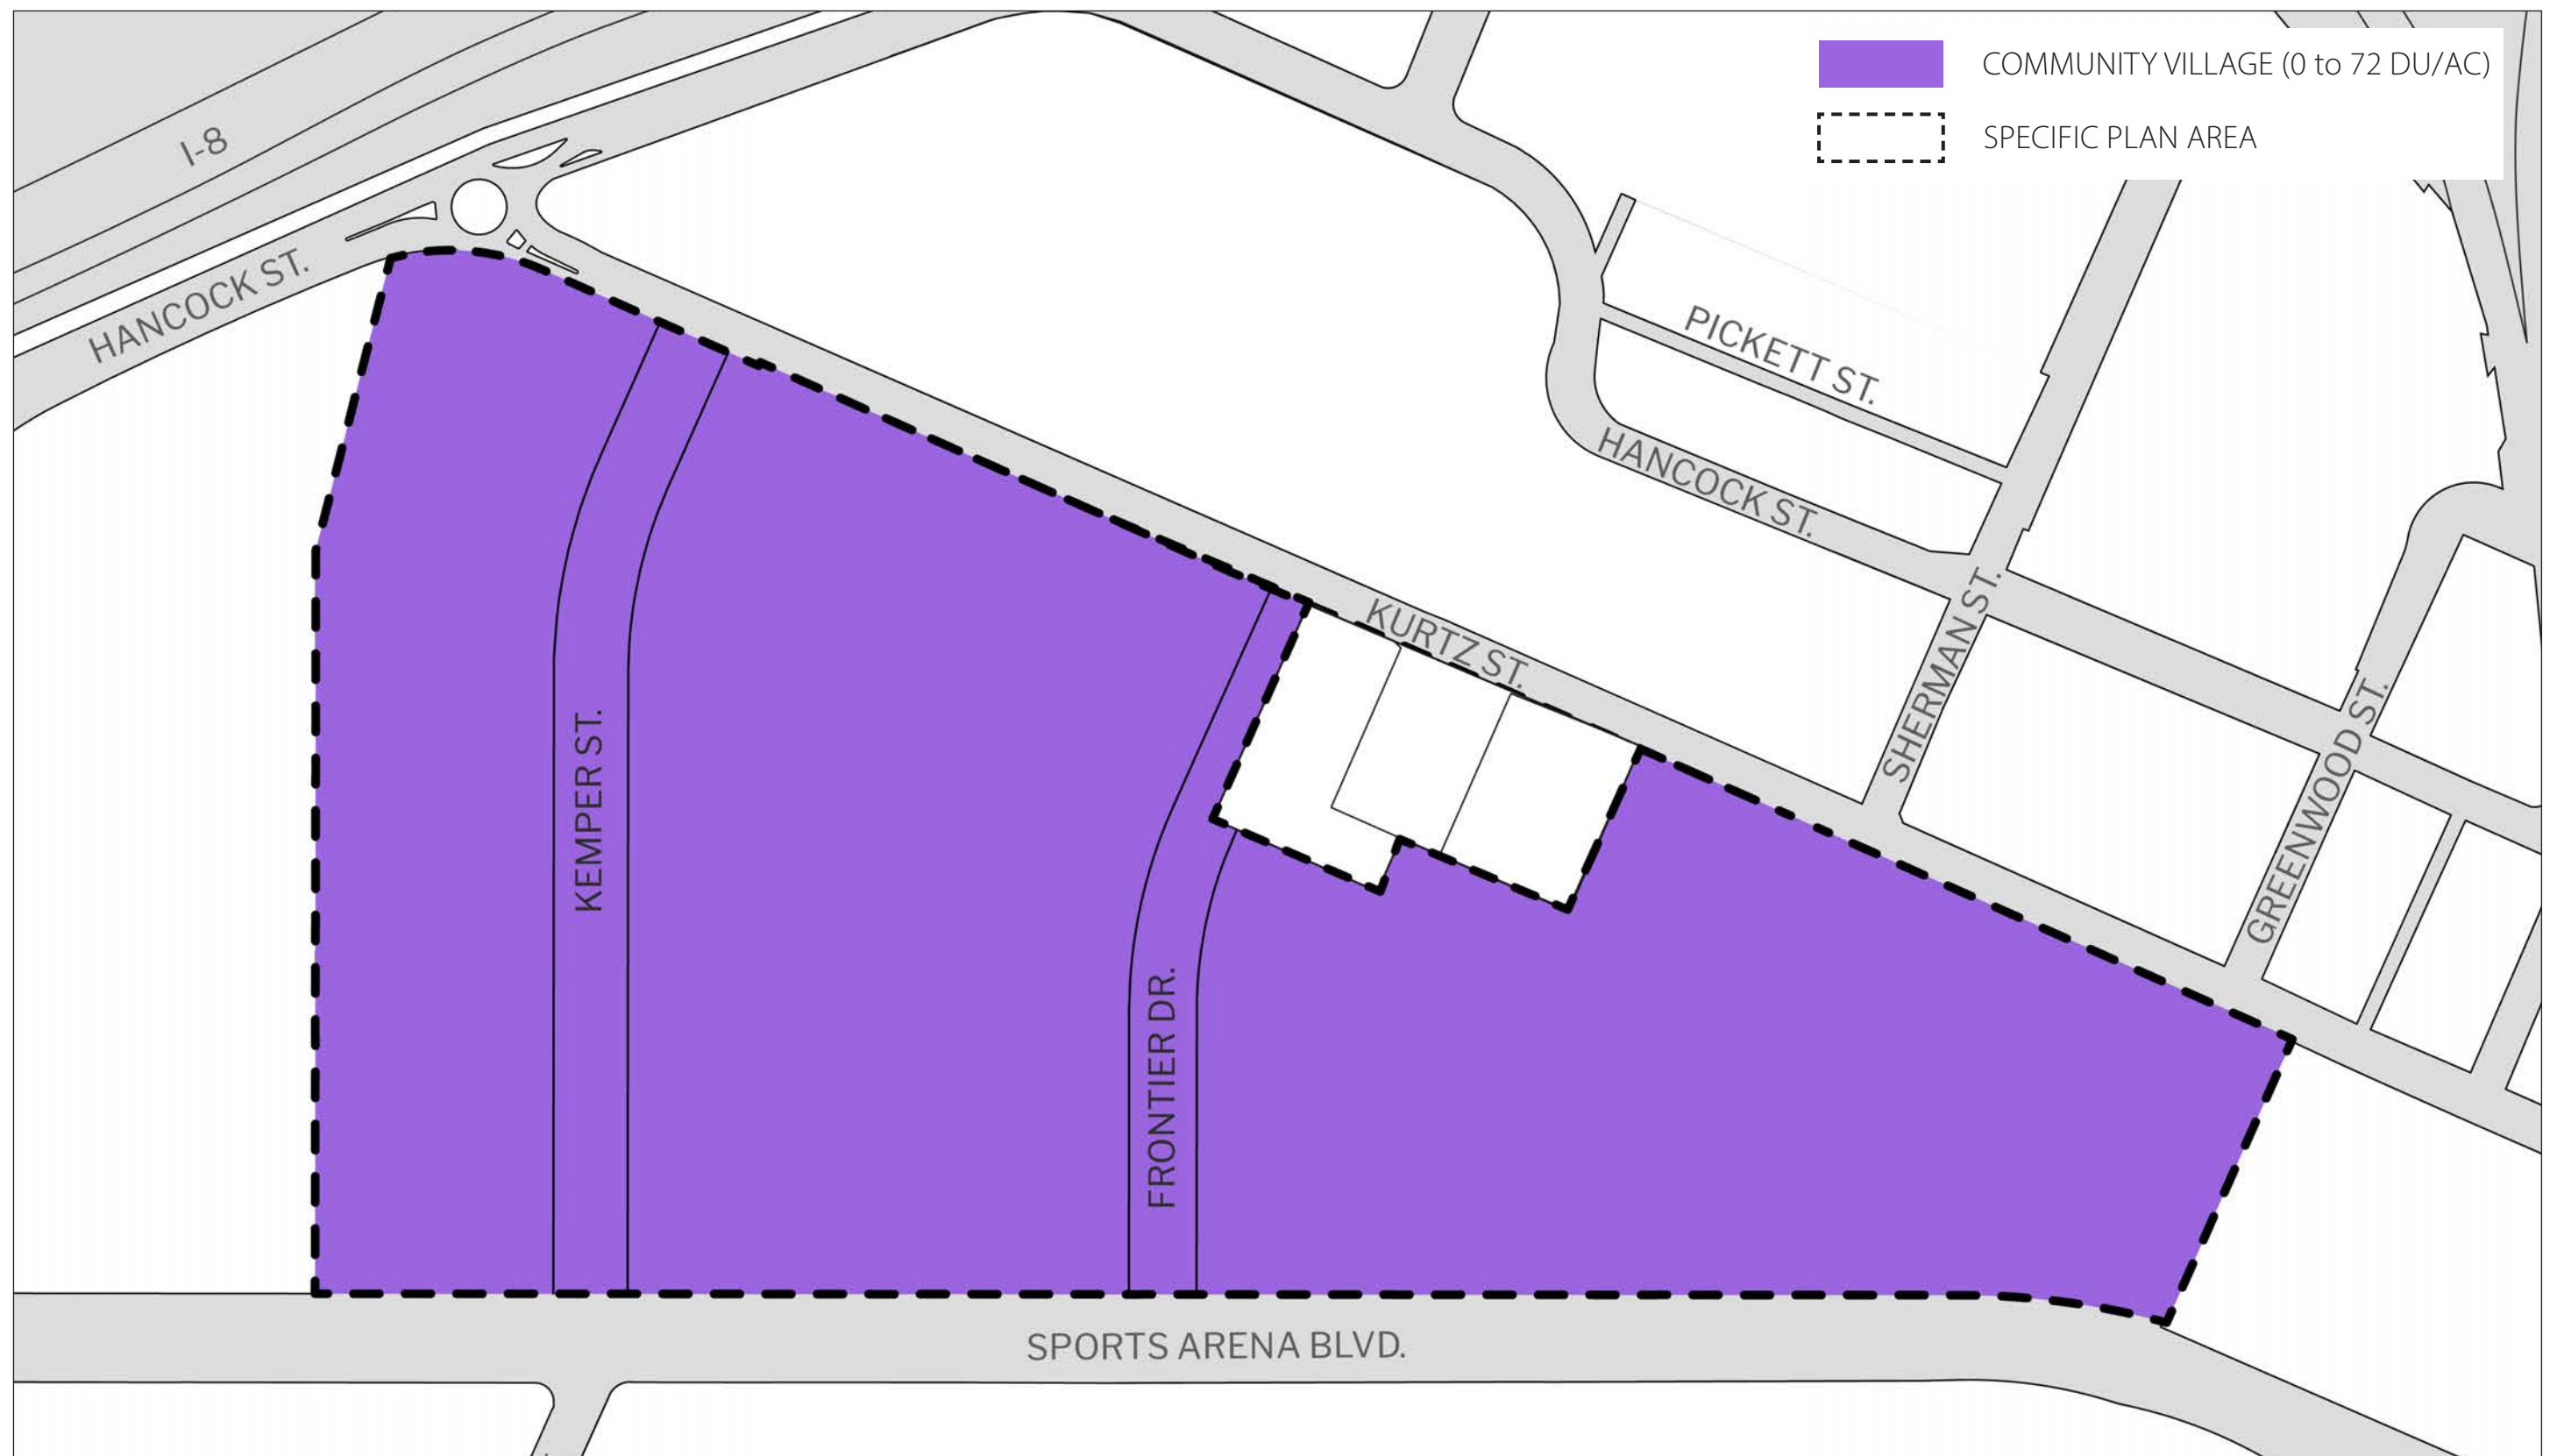 COMMUNITY VILLAGE (0 to 72 DU/AC)
SPECIFIC PLAN AREA
I-8
HANCOCK ST.
PICKETT ST.
HANCOCK ST.
KURTZ ST.
SHERMAN ST.
GREENWOOD ST.
KEMPER ST.
FRONTIER DR.
SPORTS ARENA BLVD.